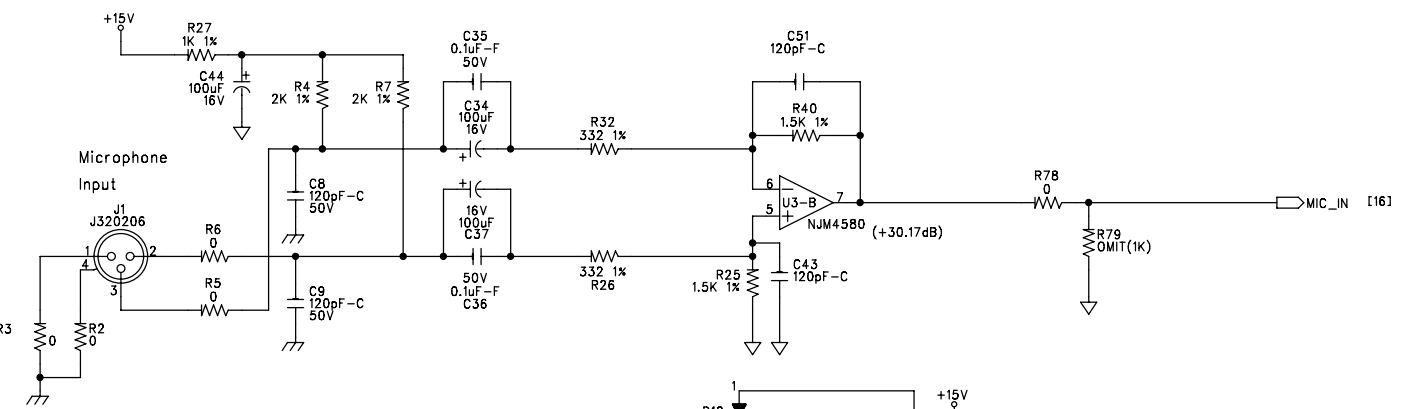 +15V
R27
1K 1%
C44
+
100uF
16V
R4
2K 1%
R7
2K 1%
C35
0.1uF-F
50V
C34
100uF
16V
+
R32
332 1%
C51
120pF-C
R40
1.5K 1%
Microphone
Input
J1
J320206
1
2
4
3
C8
120pF-C
50V
R6
0
R5
0
C9
120pF-C
50V
+
16V
100uF
C37
50V
0.1uF-F
C36
332 1%
R26
6
−
5
+
U3-B
7
NJM4580
(+30.17dB)
R25
1.5K 1%
C43
120pF-C
R78
0
R79
OMIT(1K)
MIC_IN
[16]
R3
0
R2
0
1
+15V